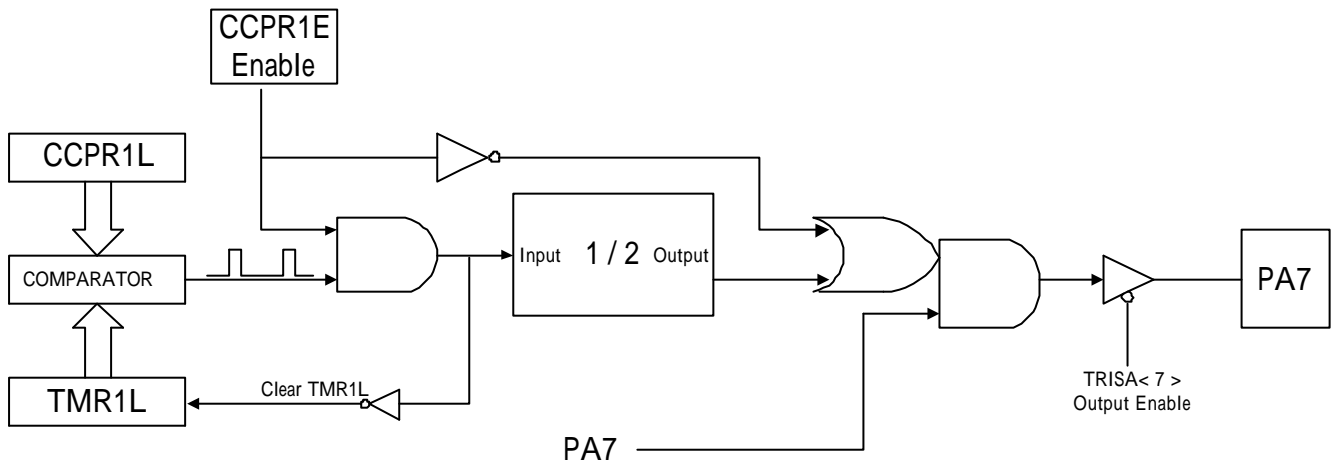 CCPR1E
Enable
CCPR1L
COMPARATOR
Input 1 / 2 Output
PA7
TMR1L
Clear TMR1L
TRISA< 7 >
Output Enable
PA7